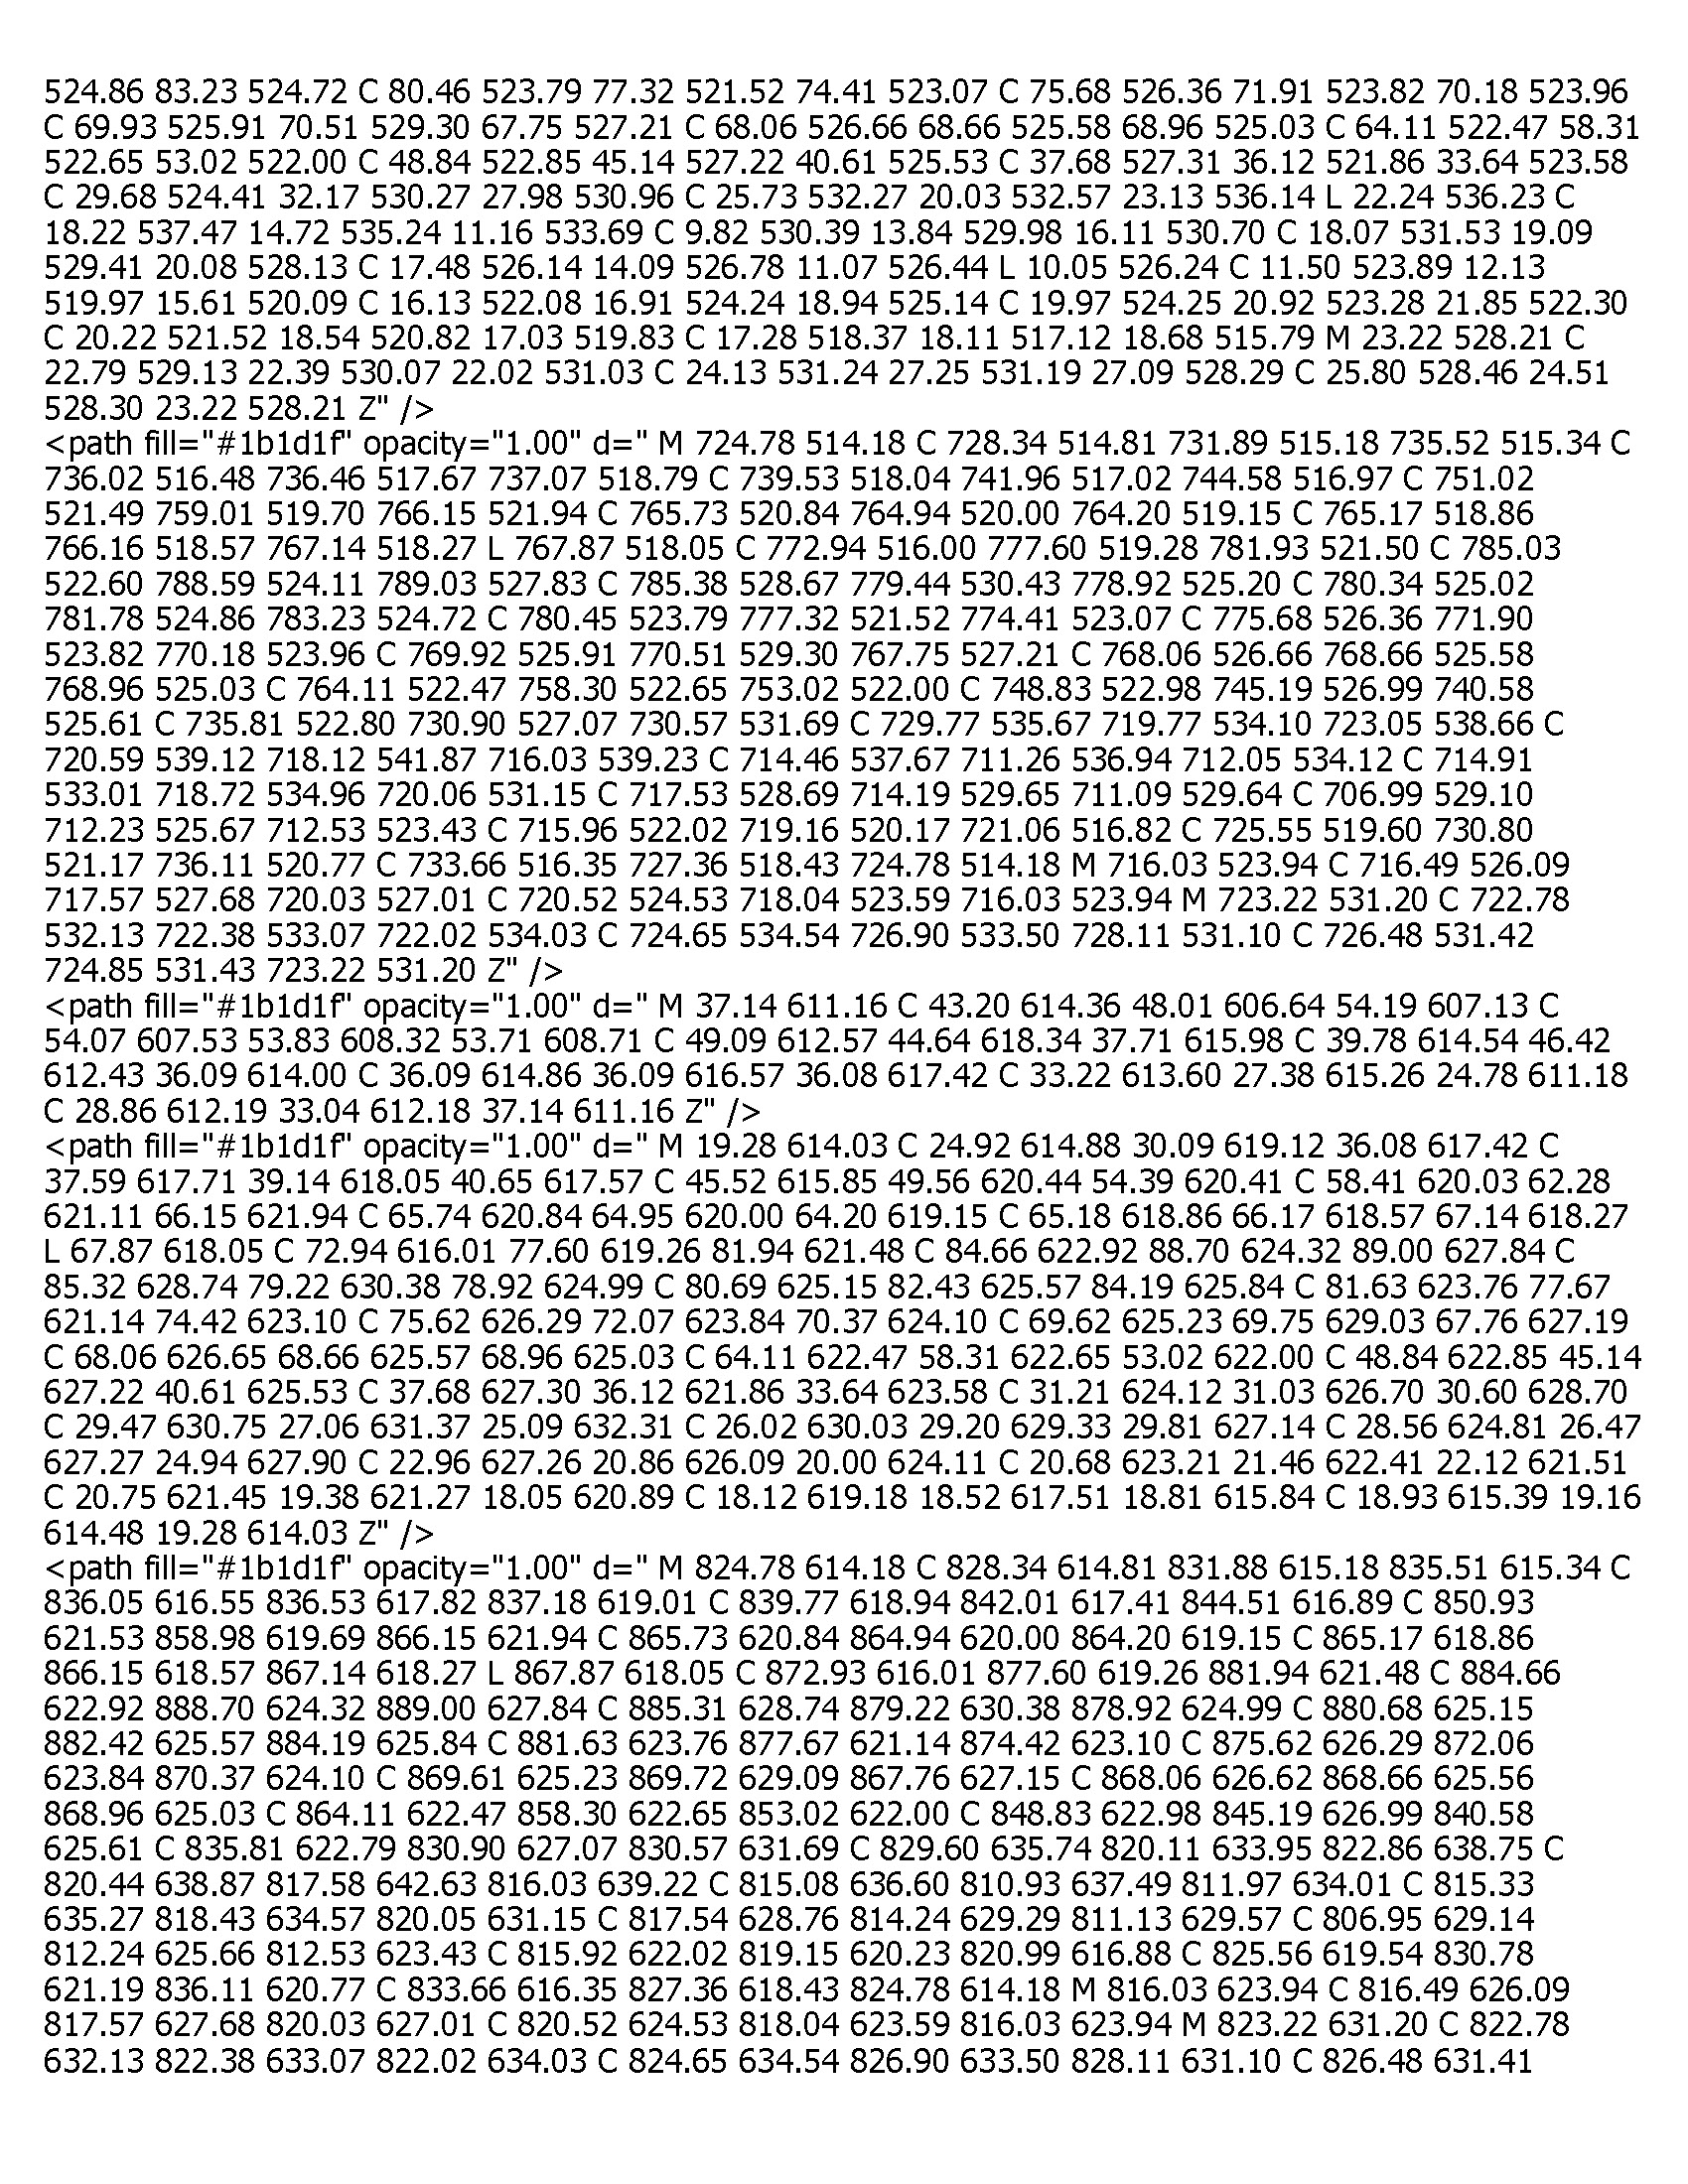 524.86 83.23 524.72 C 80.46 523.79 77.32 521.52 74.41 523.07 C 75.68 526.36 71.91 523.82 70.18 523.96
C 69.93 525.91 70.51 529.30 67.75 527.21 C 68.06 526.66 68.66 525.58 68.96 525.03 C 64.11 522.47 58.31
522.65 53.02 522.00 C 48.84 522.85 45.14 527.22 40.61 525.53 C 37.68 527.31 36.12 521.86 33.64 523.58
C 29.68 524.41 32.17 530.27 27.98 530.96 C 25.73 532.27 20.03 532.57 23.13 536.14 L 22.24 536.23 C
18.22 537.47 14.72 535.24 11.16 533.69 C 9.82 530.39 13.84 529.98 16.11 530.70 C 18.07 531.53 19.09
529.41 20.08 528.13 C 17.48 526.14 14.09 526.78 11.07 526.44 L 10.05 526.24 C 11.50 523.89 12.13
519.97 15.61 520.09 C 16.13 522.08 16.91 524.24 18.94 525.14 C 19.97 524.25 20.92 523.28 21.85 522.30
C 20.22 521.52 18.54 520.82 17.03 519.83 C 17.28 518.37 18.11 517.12 18.68 515.79 M 23.22 528.21 C
22.79 529.13 22.39 530.07 22.02 531.03 C 24.13 531.24 27.25 531.19 27.09 528.29 C 25.80 528.46 24.51
528.30 23.22 528.21 Z" />
<path fill="#1b1d1f" opacity="1.00" d=" M 724.78 514.18 C 728.34 514.81 731.89 515.18 735.52 515.34 C
736.02 516.48 736.46 517.67 737.07 518.79 C 739.53 518.04 741.96 517.02 744.58 516.97 C 751.02
521.49 759.01 519.70 766.15 521.94 C 765.73 520.84 764.94 520.00 764.20 519.15 C 765.17 518.86
766.16 518.57 767.14 518.27 L 767.87 518.05 C 772.94 516.00 777.60 519.28 781.93 521.50 C 785.03
522.60 788.59 524.11 789.03 527.83 C 785.38 528.67 779.44 530.43 778.92 525.20 C 780.34 525.02
781.78 524.86 783.23 524.72 C 780.45 523.79 777.32 521.52 774.41 523.07 C 775.68 526.36 771.90
523.82 770.18 523.96 C 769.92 525.91 770.51 529.30 767.75 527.21 C 768.06 526.66 768.66 525.58
768.96 525.03 C 764.11 522.47 758.30 522.65 753.02 522.00 C 748.83 522.98 745.19 526.99 740.58
525.61 C 735.81 522.80 730.90 527.07 730.57 531.69 C 729.77 535.67 719.77 534.10 723.05 538.66 C
720.59 539.12 718.12 541.87 716.03 539.23 C 714.46 537.67 711.26 536.94 712.05 534.12 C 714.91
533.01 718.72 534.96 720.06 531.15 C 717.53 528.69 714.19 529.65 711.09 529.64 C 706.99 529.10
712.23 525.67 712.53 523.43 C 715.96 522.02 719.16 520.17 721.06 516.82 C 725.55 519.60 730.80
521.17 736.11 520.77 C 733.66 516.35 727.36 518.43 724.78 514.18 M 716.03 523.94 C 716.49 526.09
717.57 527.68 720.03 527.01 C 720.52 524.53 718.04 523.59 716.03 523.94 M 723.22 531.20 C 722.78
532.13 722.38 533.07 722.02 534.03 C 724.65 534.54 726.90 533.50 728.11 531.10 C 726.48 531.42
724.85 531.43 723.22 531.20 Z" />
<path fill="#1b1d1f" opacity="1.00" d=" M 37.14 611.16 C 43.20 614.36 48.01 606.64 54.19 607.13 C
54.07 607.53 53.83 608.32 53.71 608.71 C 49.09 612.57 44.64 618.34 37.71 615.98 C 39.78 614.54 46.42
612.43 36.09 614.00 C 36.09 614.86 36.09 616.57 36.08 617.42 C 33.22 613.60 27.38 615.26 24.78 611.18
C 28.86 612.19 33.04 612.18 37.14 611.16 Z" />
<path fill="#1b1d1f" opacity="1.00" d=" M 19.28 614.03 C 24.92 614.88 30.09 619.12 36.08 617.42 C
37.59 617.71 39.14 618.05 40.65 617.57 C 45.52 615.85 49.56 620.44 54.39 620.41 C 58.41 620.03 62.28
621.11 66.15 621.94 C 65.74 620.84 64.95 620.00 64.20 619.15 C 65.18 618.86 66.17 618.57 67.14 618.27
L 67.87 618.05 C 72.94 616.01 77.60 619.26 81.94 621.48 C 84.66 622.92 88.70 624.32 89.00 627.84 C
85.32 628.74 79.22 630.38 78.92 624.99 C 80.69 625.15 82.43 625.57 84.19 625.84 C 81.63 623.76 77.67
621.14 74.42 623.10 C 75.62 626.29 72.07 623.84 70.37 624.10 C 69.62 625.23 69.75 629.03 67.76 627.19
C 68.06 626.65 68.66 625.57 68.96 625.03 C 64.11 622.47 58.31 622.65 53.02 622.00 C 48.84 622.85 45.14
627.22 40.61 625.53 C 37.68 627.30 36.12 621.86 33.64 623.58 C 31.21 624.12 31.03 626.70 30.60 628.70
C 29.47 630.75 27.06 631.37 25.09 632.31 C 26.02 630.03 29.20 629.33 29.81 627.14 C 28.56 624.81 26.47
627.27 24.94 627.90 C 22.96 627.26 20.86 626.09 20.00 624.11 C 20.68 623.21 21.46 622.41 22.12 621.51
C 20.75 621.45 19.38 621.27 18.05 620.89 C 18.12 619.18 18.52 617.51 18.81 615.84 C 18.93 615.39 19.16
614.48 19.28 614.03 Z" />
<path fill="#1b1d1f" opacity="1.00" d=" M 824.78 614.18 C 828.34 614.81 831.88 615.18 835.51 615.34 C
836.05 616.55 836.53 617.82 837.18 619.01 C 839.77 618.94 842.01 617.41 844.51 616.89 C 850.93
621.53 858.98 619.69 866.15 621.94 C 865.73 620.84 864.94 620.00 864.20 619.15 C 865.17 618.86
866.15 618.57 867.14 618.27 L 867.87 618.05 C 872.93 616.01 877.60 619.26 881.94 621.48 C 884.66
622.92 888.70 624.32 889.00 627.84 C 885.31 628.74 879.22 630.38 878.92 624.99 C 880.68 625.15
882.42 625.57 884.19 625.84 C 881.63 623.76 877.67 621.14 874.42 623.10 C 875.62 626.29 872.06
623.84 870.37 624.10 C 869.61 625.23 869.72 629.09 867.76 627.15 C 868.06 626.62 868.66 625.56
868.96 625.03 C 864.11 622.47 858.30 622.65 853.02 622.00 C 848.83 622.98 845.19 626.99 840.58
625.61 C 835.81 622.79 830.90 627.07 830.57 631.69 C 829.60 635.74 820.11 633.95 822.86 638.75 C
820.44 638.87 817.58 642.63 816.03 639.22 C 815.08 636.60 810.93 637.49 811.97 634.01 C 815.33
635.27 818.43 634.57 820.05 631.15 C 817.54 628.76 814.24 629.29 811.13 629.57 C 806.95 629.14
812.24 625.66 812.53 623.43 C 815.92 622.02 819.15 620.23 820.99 616.88 C 825.56 619.54 830.78
621.19 836.11 620.77 C 833.66 616.35 827.36 618.43 824.78 614.18 M 816.03 623.94 C 816.49 626.09
817.57 627.68 820.03 627.01 C 820.52 624.53 818.04 623.59 816.03 623.94 M 823.22 631.20 C 822.78
632.13 822.38 633.07 822.02 634.03 C 824.65 634.54 826.90 633.50 828.11 631.10 C 826.48 631.41